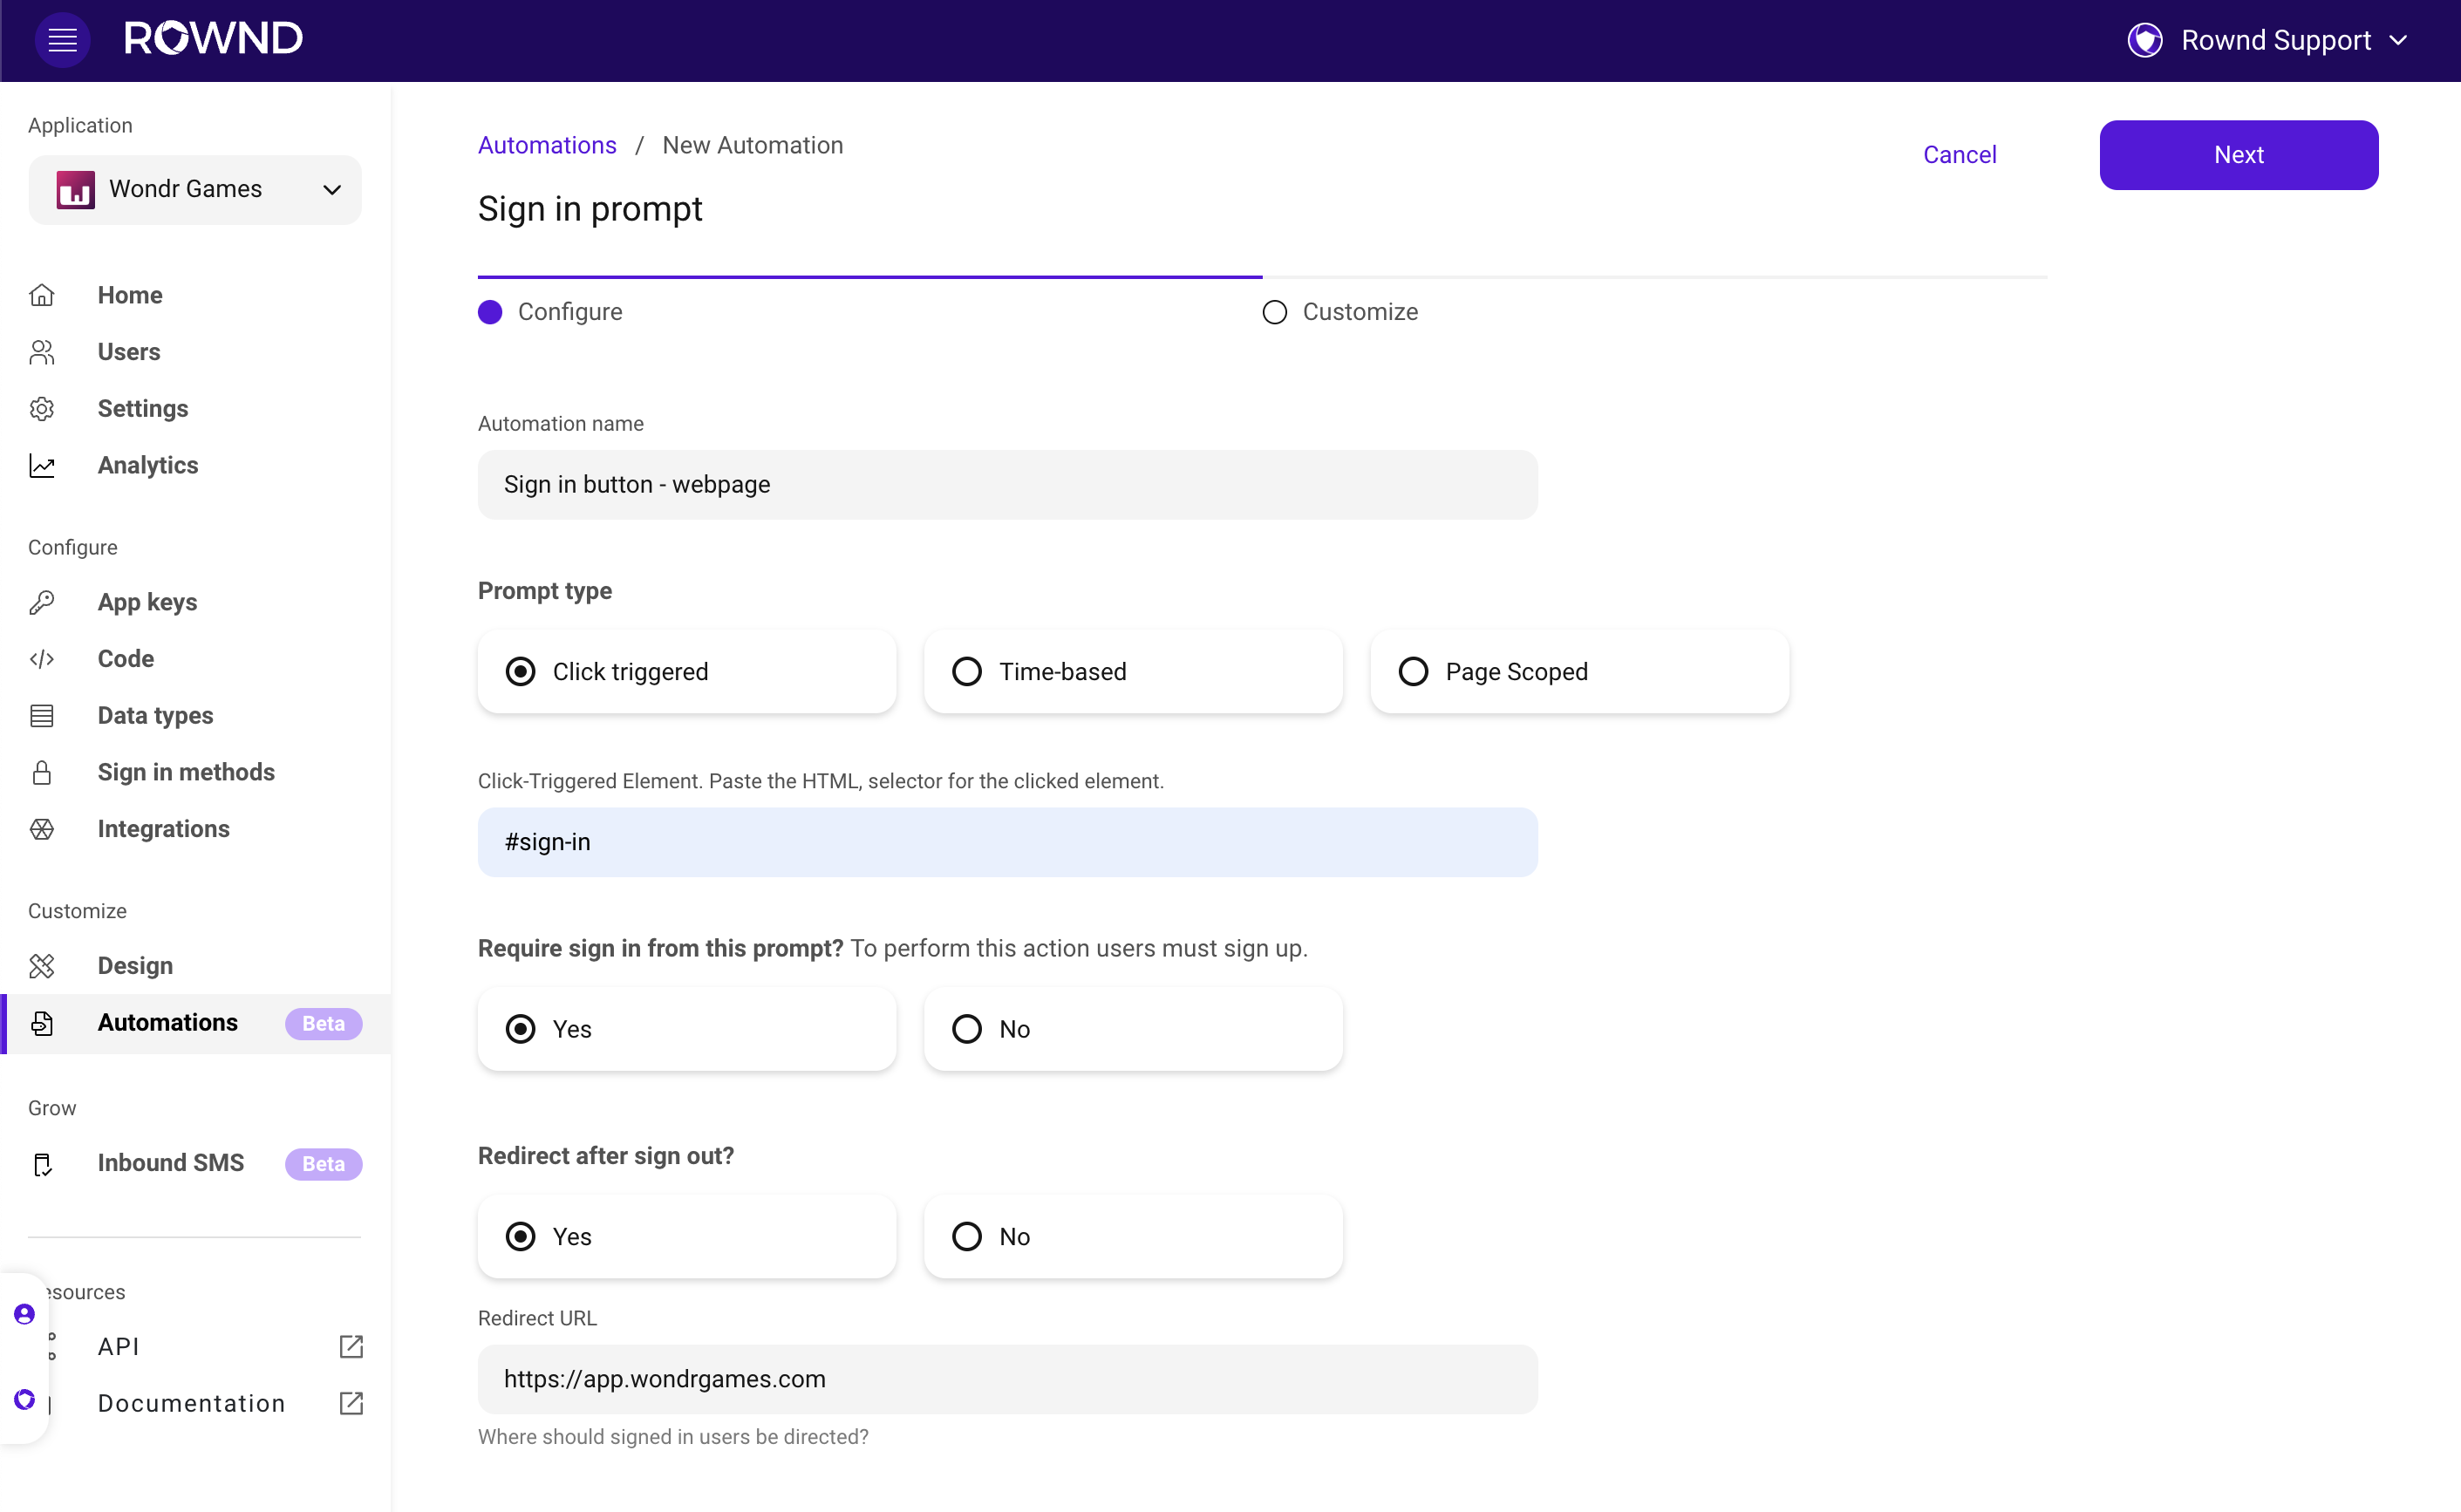 ROWND
Rownd Support
Application
Wondr Games
Home
Users
Settings
Analytics
Configure
App keys
Code
Data types
Sign in methods
Integrations
Customize
Design
Automations Beta
Grow
Inbound SMS Beta
esources
API
Documentation
Automations / New Automation
Cancel
Next
Sign in prompt
Configure
Customize
Automation name
Sign in button - webpage
Prompt type
Click triggered
Time-based
Page Scoped
Click-Triggered Element. Paste the HTML, selector for the clicked element.
#sign-in
Require sign in from this prompt? To perform this action users must sign up.
Yes
No
Redirect after sign out?
Yes
No
Redirect URL
https://app.wondrgames.com
Where should signed in users be directed?